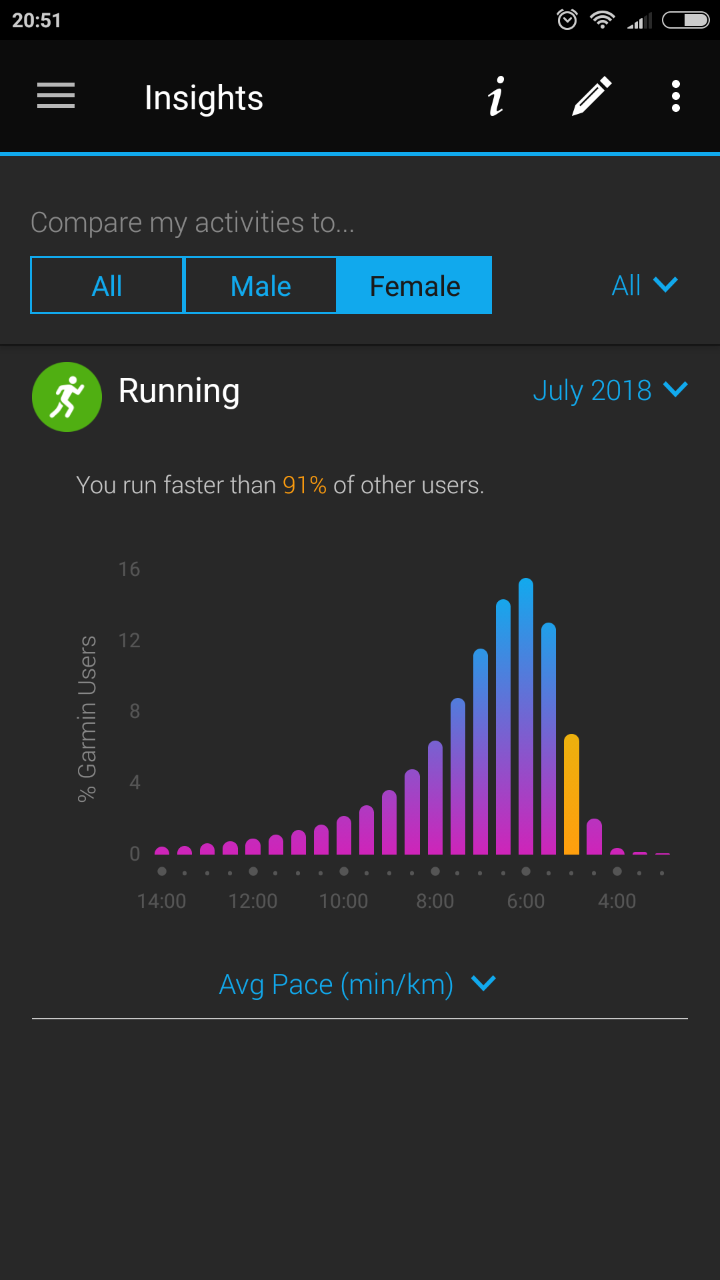 20:51
Insights
Compare my activities to...
All Male Female All
Running July 2018
You run faster than 91% of other users.
% Garmin Users
16
12
8
4
0
14:00 12:00 10:00 8:00 6:00 4:00
Avg Pace (min/km)